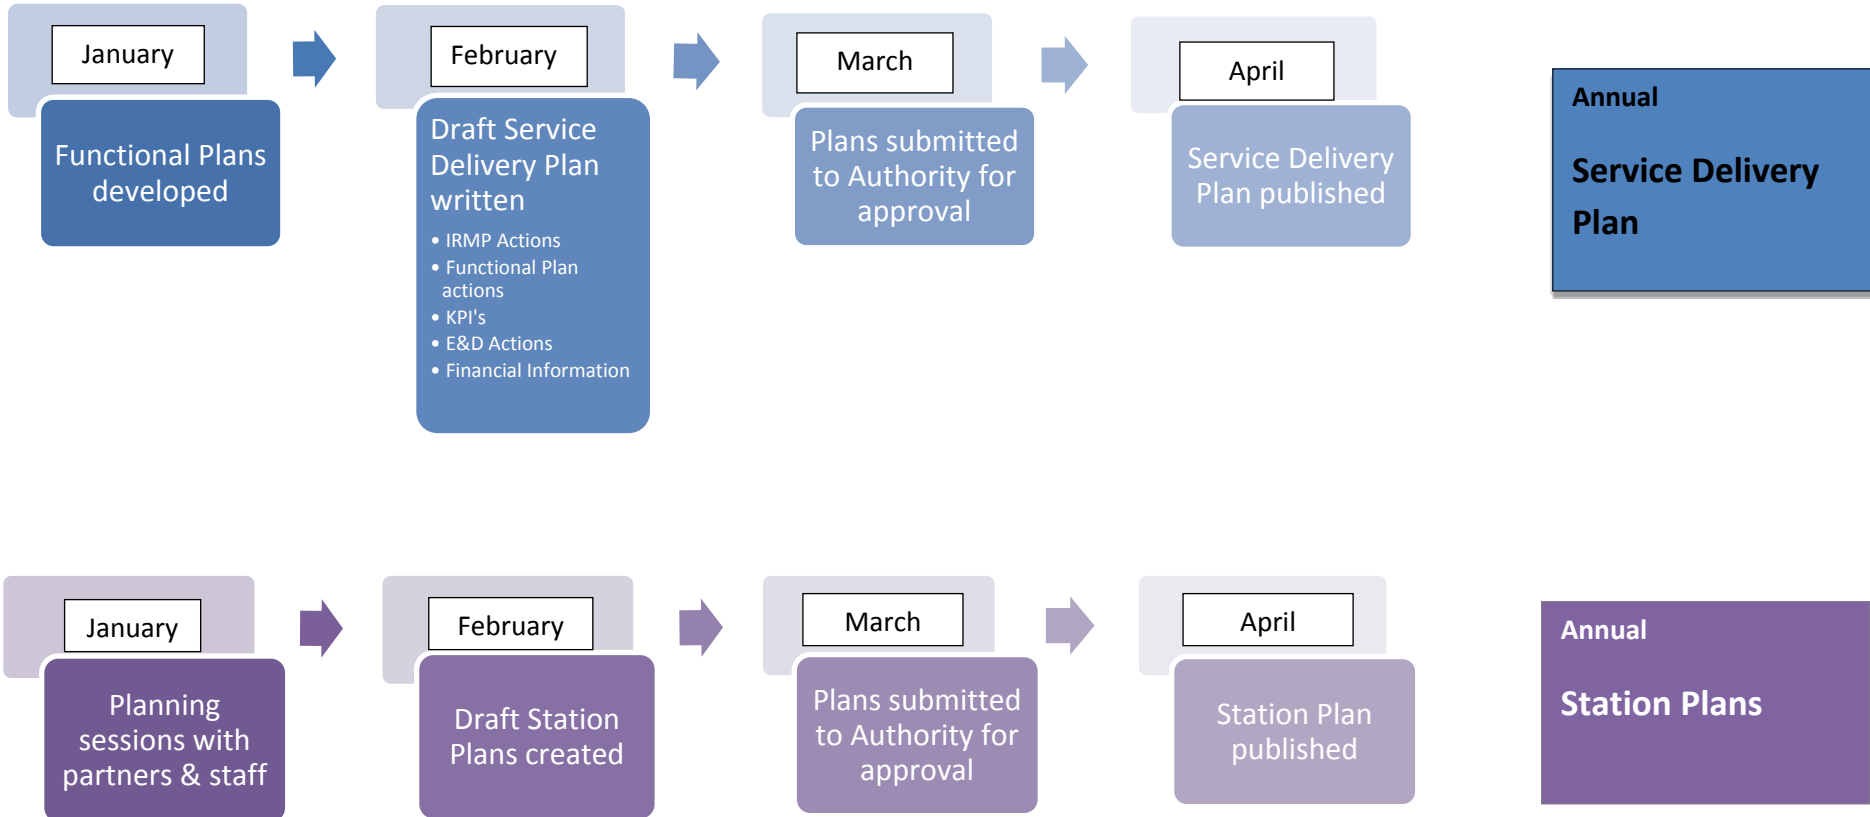 January
February
March
April
Functional Plans
developed
Draft Service
Delivery Plan
written
• IRMP Actions
• Functional Plan
actions
• KPI's
• E&D Actions
• Financial Information
Plans submitted
to Authority for
approval
Service Delivery
Plan published
Annual
Service Delivery
Plan
January
February
March
April
Planning
sessions with
partners & staff
Draft Station
Plans created
Plans submitted
to Authority for
approval
Station Plan
published
Annual
Station Plans